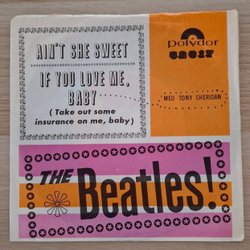 AIN'T SHE SWEET
IF YOU LOVE ME,
BABY
(Take out some
insurance on me, baby)
Polydor
52317
MED TONY SHERIDAN
THE Beatles!